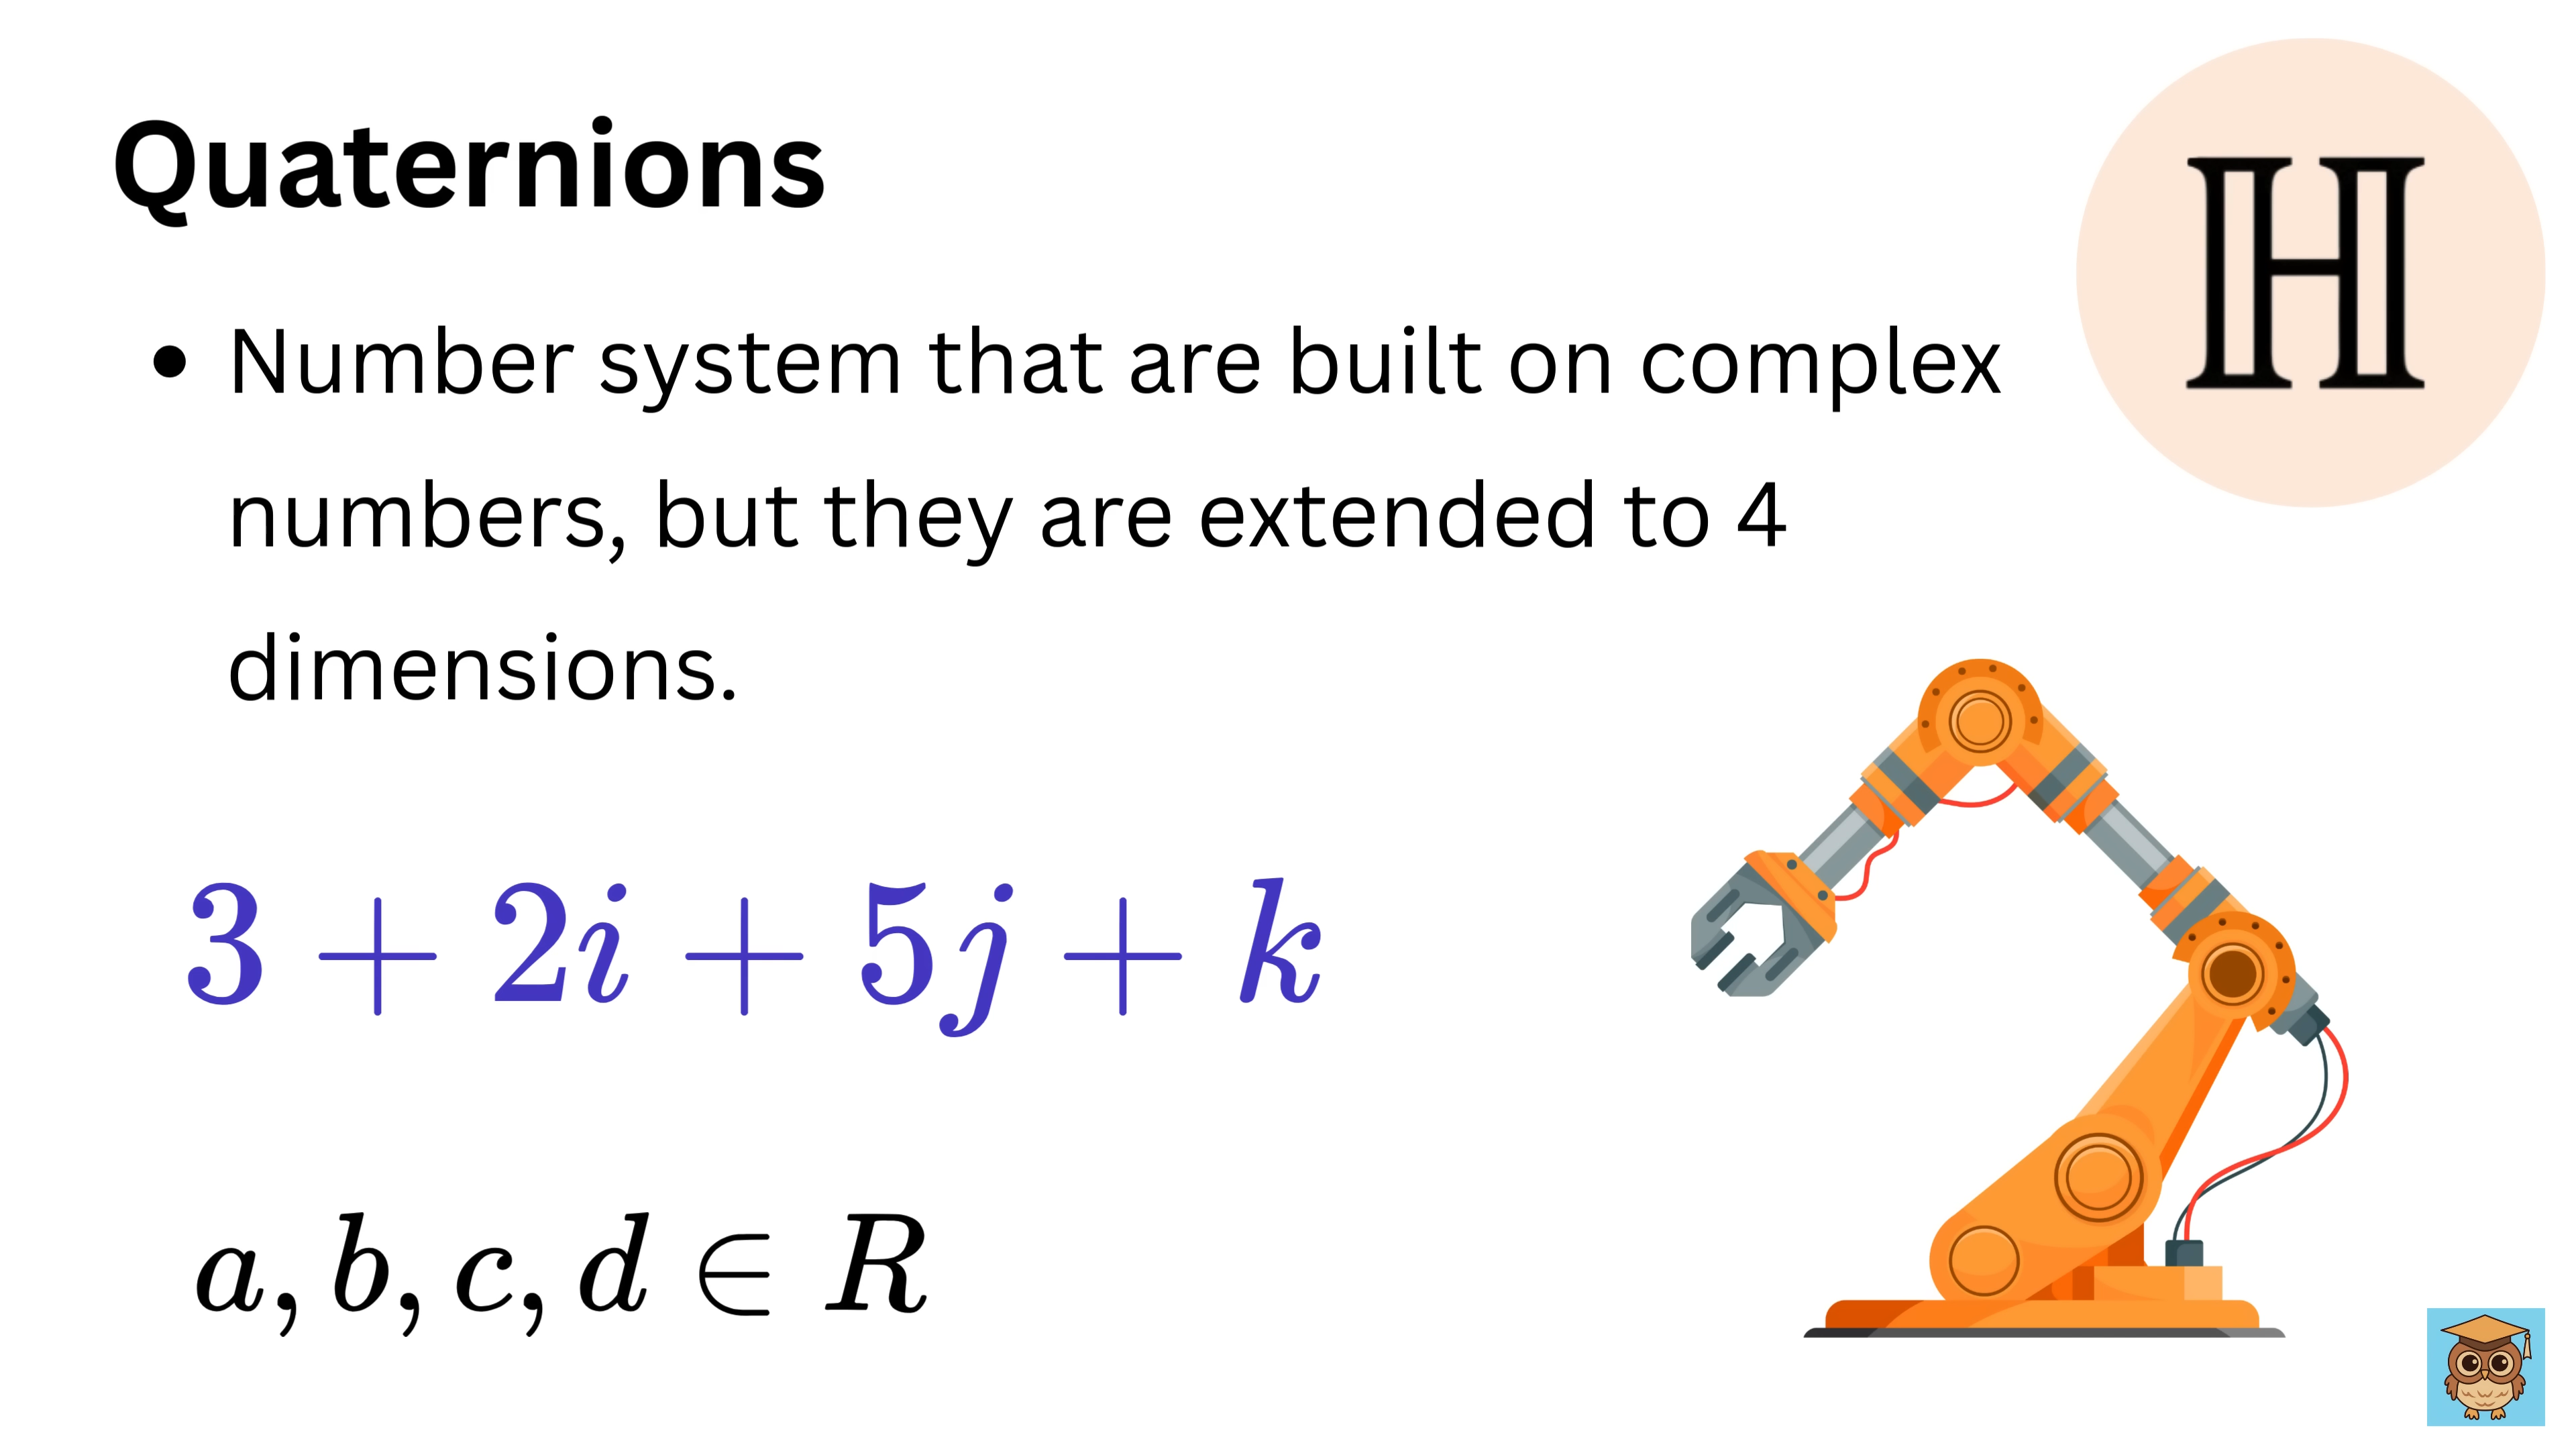 Quaternions
ℍ
• Number system that are built on complex
numbers, but they are extended to 4
dimensions.
3 + 2i + 5j + k
a, b, c, d ∈ R